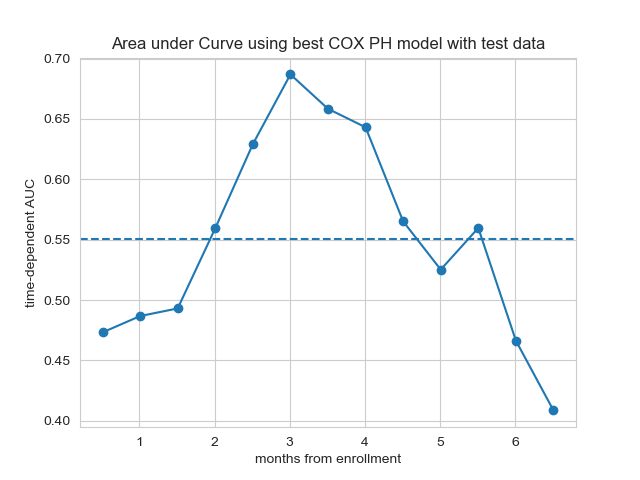 Area under Curve using best COX PH model with test data
time-dependent AUC
0.70
0.65
0.60
0.55
0.50
0.45
0.40
1 2 3 4 5 6
months from enrollment